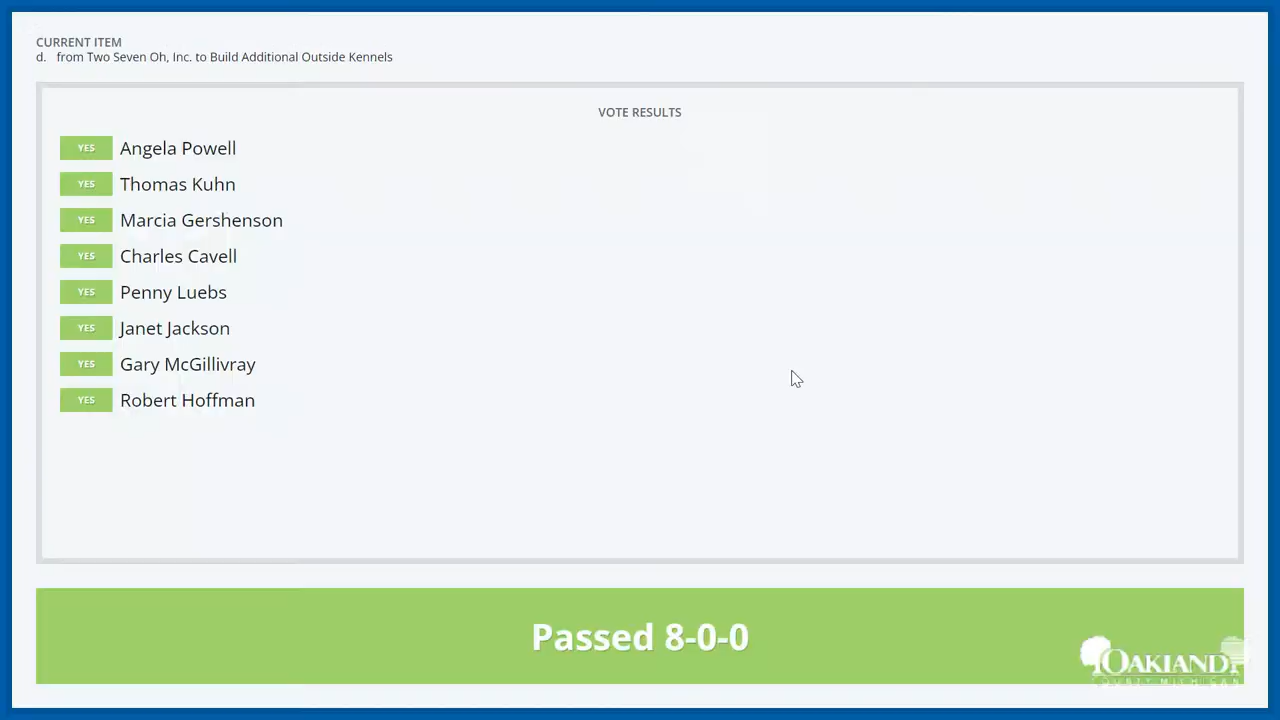 CURRENT ITEM
d. from Two Seven Oh, Inc. to Build Additional Outside Kennels
VOTE RESULTS
YES Angela Powell
YES Thomas Kuhn
YES Marcia Gershenson
YES Charles Cavell
YES Penny Luebs
YES Janet Jackson
YES Gary McGillivray
YES Robert Hoffman
Passed 8-0-0
OAKLAND
COUNTY MICHIGAN